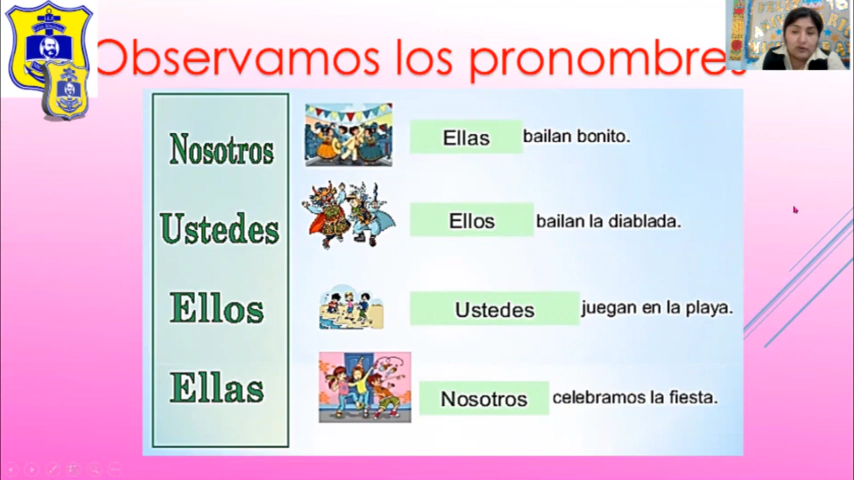 Observamos los pronombres
Nosotros
Ustedes
Ellos
Ellas
Ellas bailan bonito.
Ellos bailan la diablada.
Ustedes juegan en la playa.
Nosotros celebramos la fiesta.